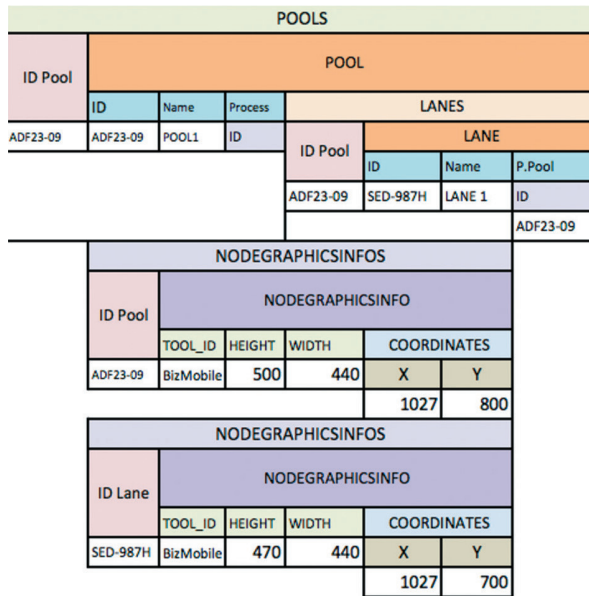 POOLS
ID Pool POOL
ID Name Process LANES
ADF23-09 ADF23-09 POOL1 ID ID Pool LANE
ID Name P.Pool
ADF23-09 SED-987H LANE 1 ID
ADF23-09
NODEGRAPHICSINFOS
ID Pool NODEGRAPHICSINFO
TOOL_ID HEIGHT WIDTH COORDINATES
ADF23-09 BizMobile 500 440 X Y
1027 800
NODEGRAPHICSINFOS
ID Lane NODEGRAPHICSINFO
TOOL_ID HEIGHT WIDTH COORDINATES
SED-987H BizMobile 470 440 X Y
1027 700